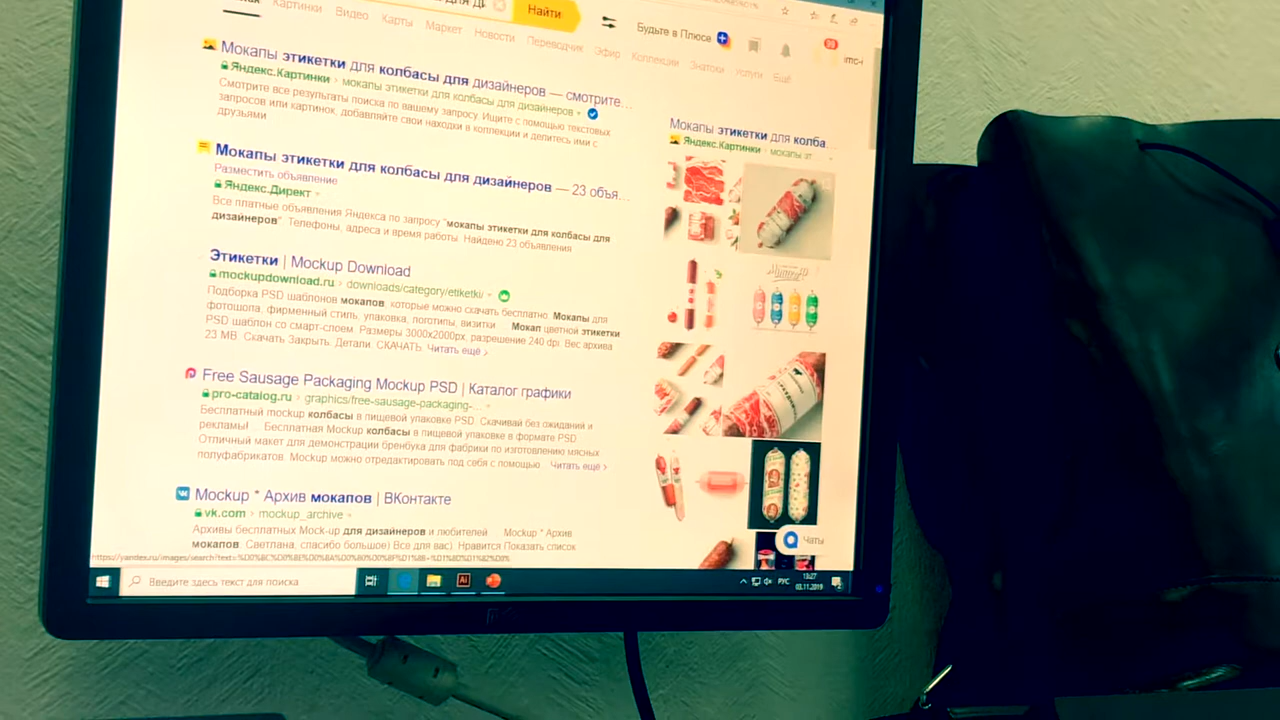 Найти
Будьте в Плюсе
Картинки Видео Карты Маркет Новости Переводчик Эфир Коллекции Знатоки Услуги Ещё
Мокапы этикетки для колбасы для дизайнеров — смотрите...
Яндекс.Картинки › мокапы этикетки для колбасы для дизайнеров
Смотрите все результаты поиска по вашему запросу. Ищите с помощью текстовых
запросов или картинок, добавляйте свои находки в коллекции и делитесь ими с
друзьями
Мокапы этикетки для колбасы для дизайнеров — 23 объя...
Разместить объявление
Яндекс.Директ
Все платные объявления Яндекса по запросу "мокапы этикетки для колбасы для
дизайнеров". Телефоны, адреса и время работы. Найдено 23 объявления
Этикетки | Mockup Download
mockupdownload.ru › downloads/category/etiketki/
Подборка PSD шаблонов мокапов, которые можно скачать бесплатно. Мокапы для
фотошопа, фирменный стиль, упаковка, логотипы, визитки. ... Мокап цветной этикетки
PSD шаблон со смарт-слоем. Размеры 3000x2000px, разрешение 240 dpi. Вес архива
23 MB. Скачать Закрыть. Детали. СКАЧАТЬ. Читать ещё ›
Free Sausage Packaging Mockup PSD | Каталог графики
pro-catalog.ru › graphics/free-sausage-packaging-...
Бесплатный mockup колбасы в пищевой упаковке PSD. Скачивай без ожиданий и
рекламы! ... Бесплатная Mockup колбасы в пищевой упаковке в формате PSD.
Отличный макет для демонстрации бренбука для фабрики по изготовлению мясных
полуфабрикатов. Mockup можно отредактировать под себя с помощью... Читать ещё ›
Mockup * Архив мокапов | ВКонтакте
vk.com › mockup_archive
Архивы бесплатных Mock-up для дизайнеров и любителей. ... Mockup * Архив
мокапов. Светлана, спасибо большое) Все для вас). Нравится Показать список
Мокапы этикетки для колба...
Яндекс.Картинки › мокапы эт
Чаты
Введите здесь текст для поиска
Ai
РУС
13:27
03.11.2019